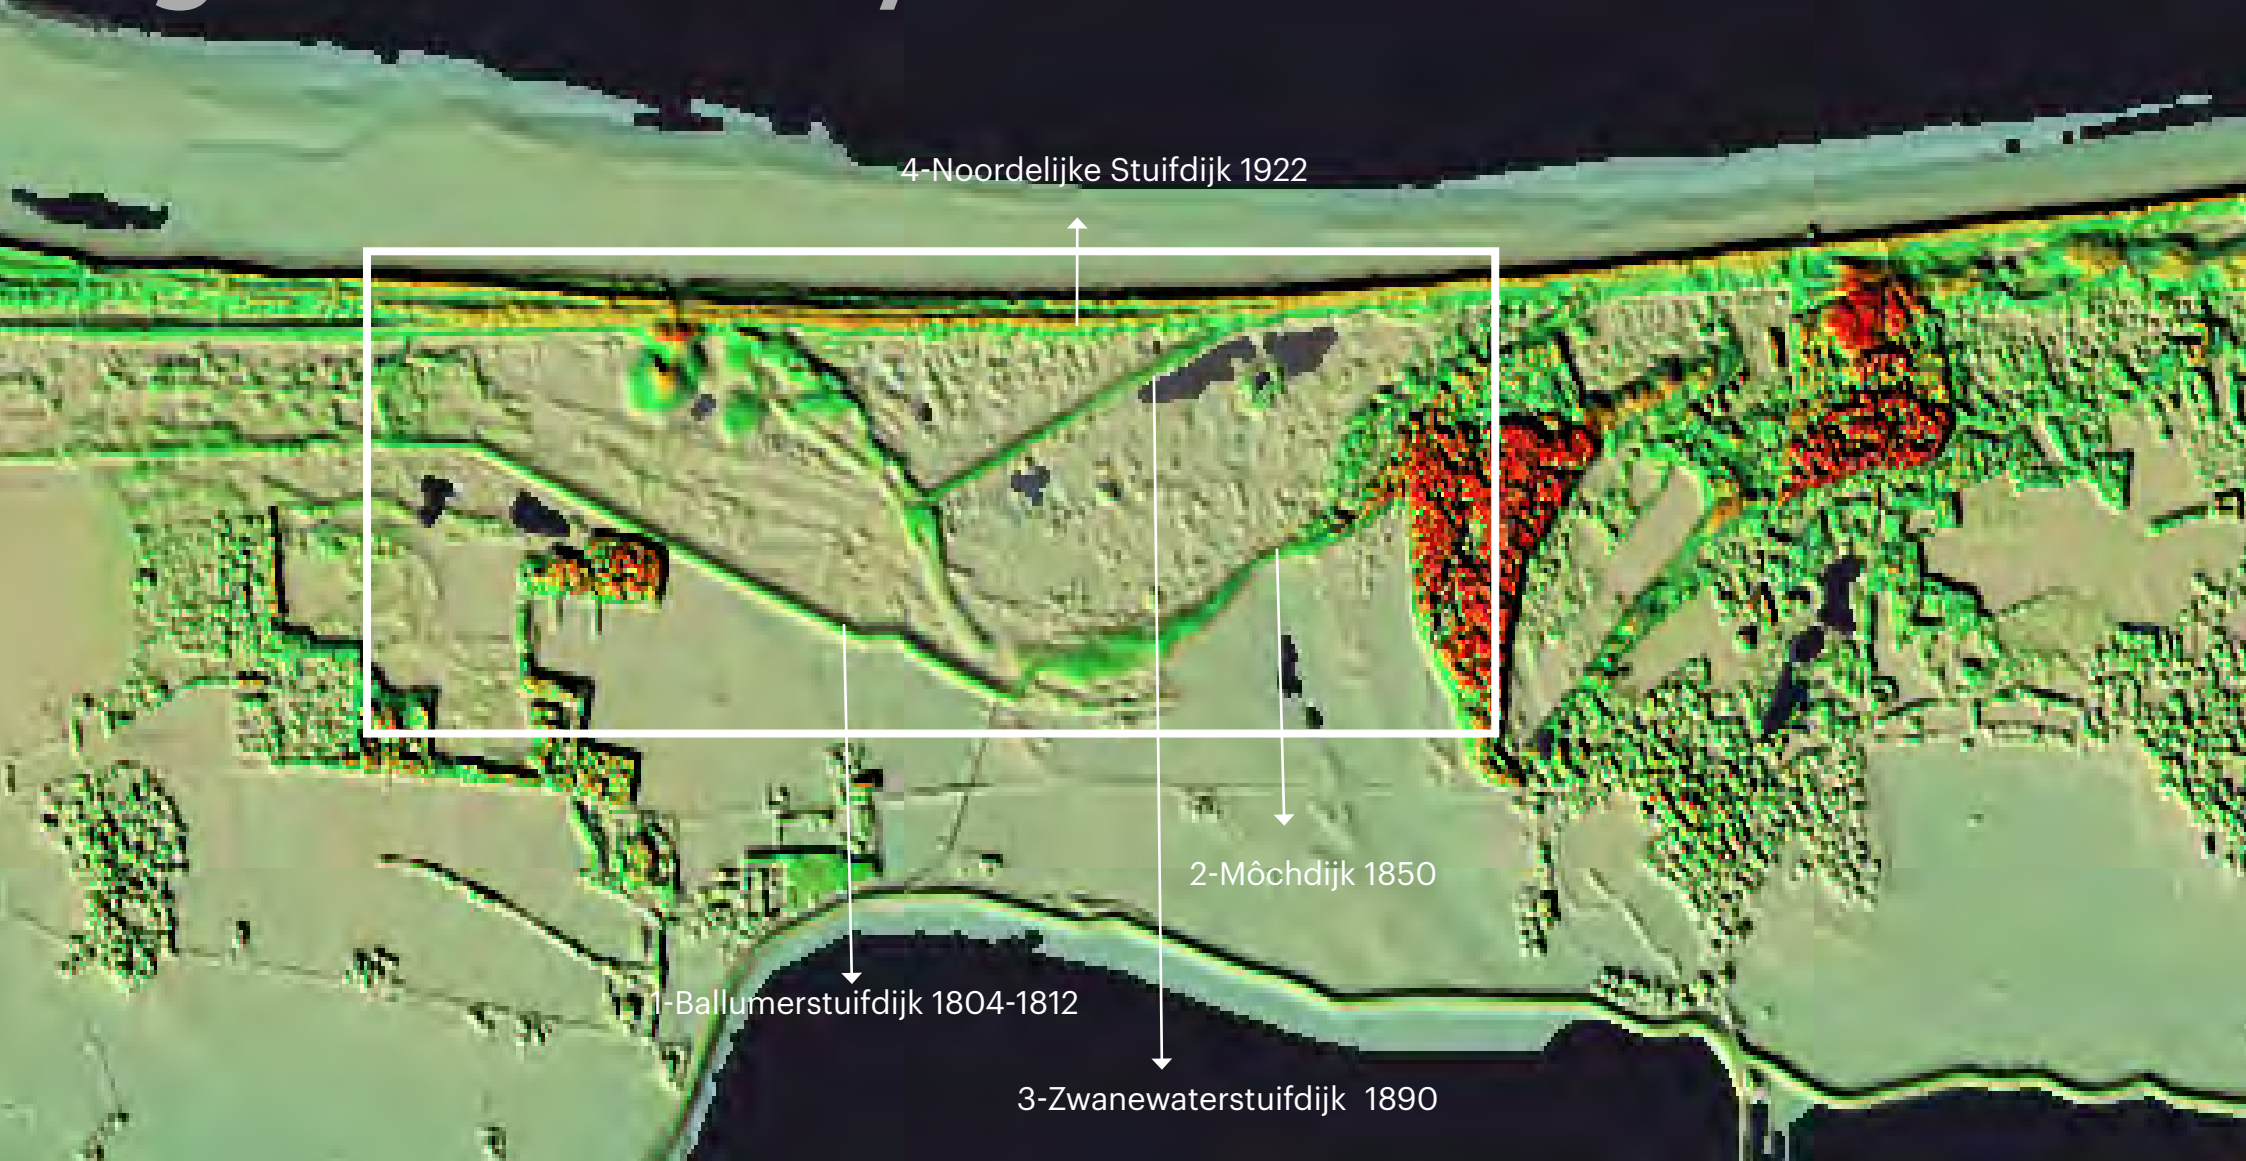 4-Noordelijke Stuifdijk 1922
2-Môchdijk 1850
1-Ballumerstuifdijk 1804-1812
3-Zwanewaterstuifdijk 1890